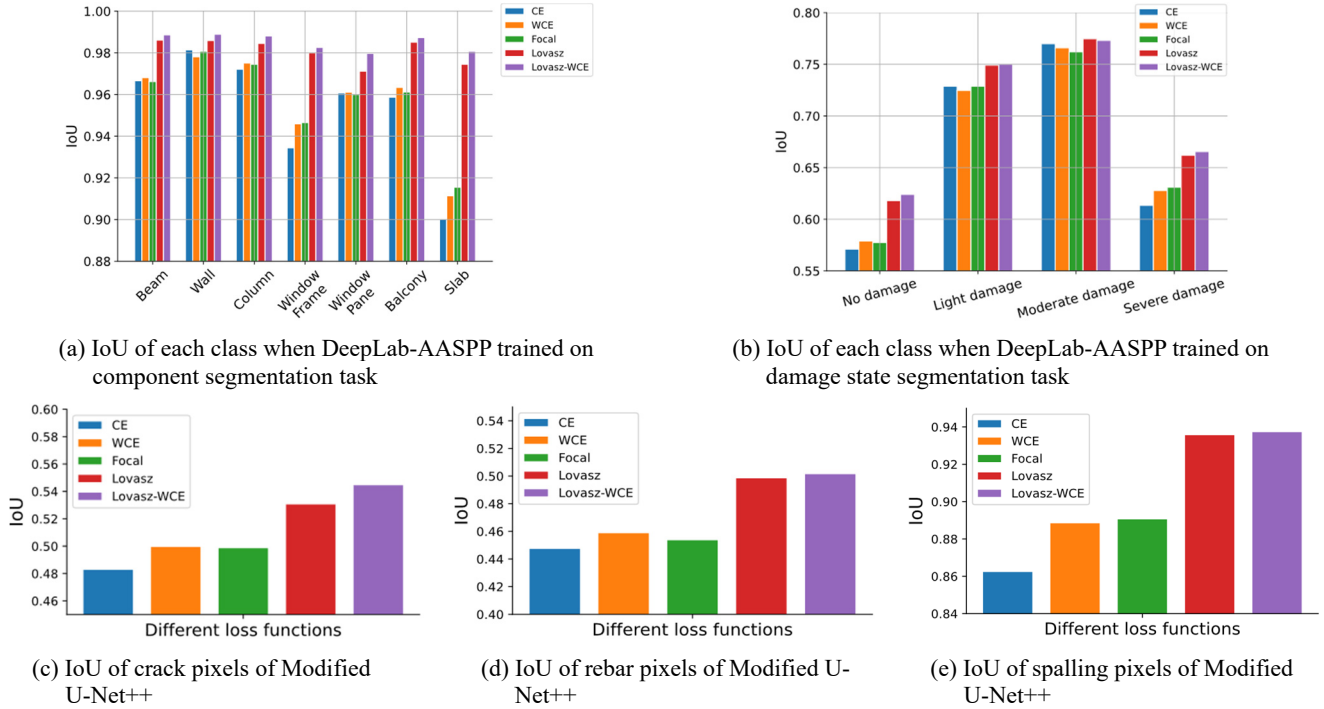 1.00
0.98
0.96
0.94
0.92
0.90
0.88
IoU
CE
WCE
Focal
Lovasz
Lovasz-WCE
Beam
Wall
Column
Window
Frame
Window
Pane
Balcony
Slab
(a) IoU of each class when DeepLab-AASPP trained on
component segmentation task
0.80
0.75
0.70
0.65
0.60
0.55
IoU
CE
WCE
Focal
Lovasz
Lovasz-WCE
No damage
Light damage
Moderate damage
Severe damage
(b) IoU of each class when DeepLab-AASPP trained on
damage state segmentation task
0.60
0.58
0.56
0.54
0.52
0.50
0.48
0.46
IoU
CE
WCE
Focal
Lovasz
Lovasz-WCE
Different loss functions
(c) IoU of crack pixels of Modified
U-Net++
0.54
0.52
0.50
0.48
0.46
0.44
0.42
0.40
IoU
CE
WCE
Focal
Lovasz
Lovasz-WCE
Different loss functions
(d) IoU of rebar pixels of Modified U-
Net++
0.94
0.92
0.90
0.88
0.86
0.84
IoU
CE
WCE
Focal
Lovasz
Lovasz-WCE
Different loss functions
(e) IoU of spalling pixels of Modified
U-Net++